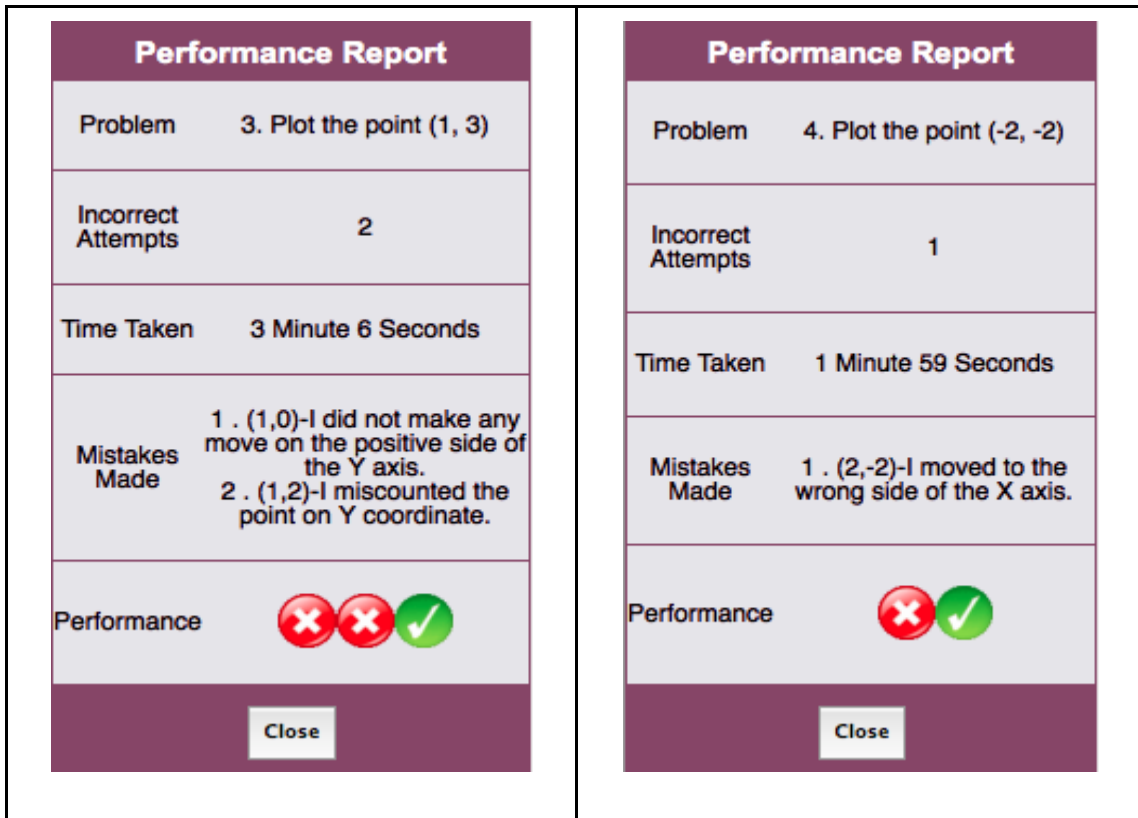 Performance Report
Problem 3. Plot the point (1, 3)
Incorrect
Attempts
2
Time Taken 3 Minute 6 Seconds
Mistakes
Made
1 . (1,0)-I did not make any
move on the positive side of
the Y axis.
2 . (1,2)-I miscounted the
point on Y coordinate.
Performance
Close
Performance Report
Problem 4. Plot the point (-2, -2)
Incorrect
Attempts
1
Time Taken 1 Minute 59 Seconds
Mistakes
Made
1 . (2,-2)-I moved to the
wrong side of the X axis.
Performance
Close